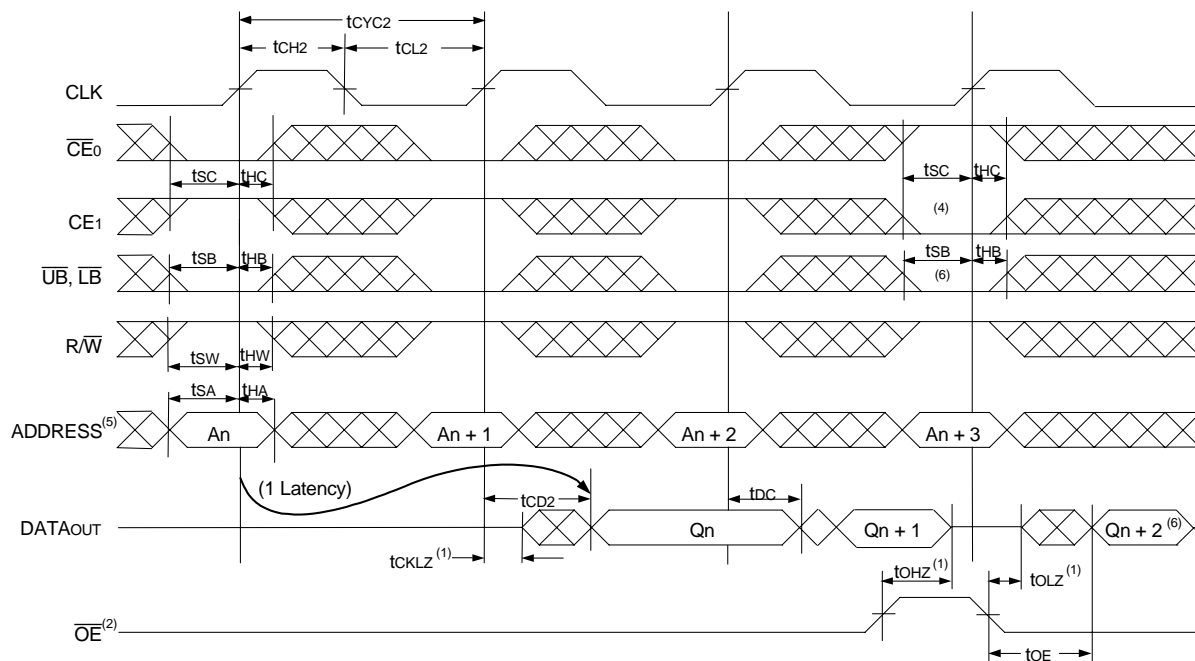 tCYC2
tCH2 tCL2
CLK
CE0
tSC tHC tSC tHC
CE1 (4)
tSB tHB tSB tHB
UB, LB (6)
R/W
tSW tHW
tSA tHA
ADDRESS(5) An An + 1 An + 2 An + 3
(1 Latency) tCD2 tDC
DATAOUT Qn Qn + 1 Qn + 2(6)
tCKLZ(1) tOHZ(1) tOLZ(1)
OE(2)
tOE